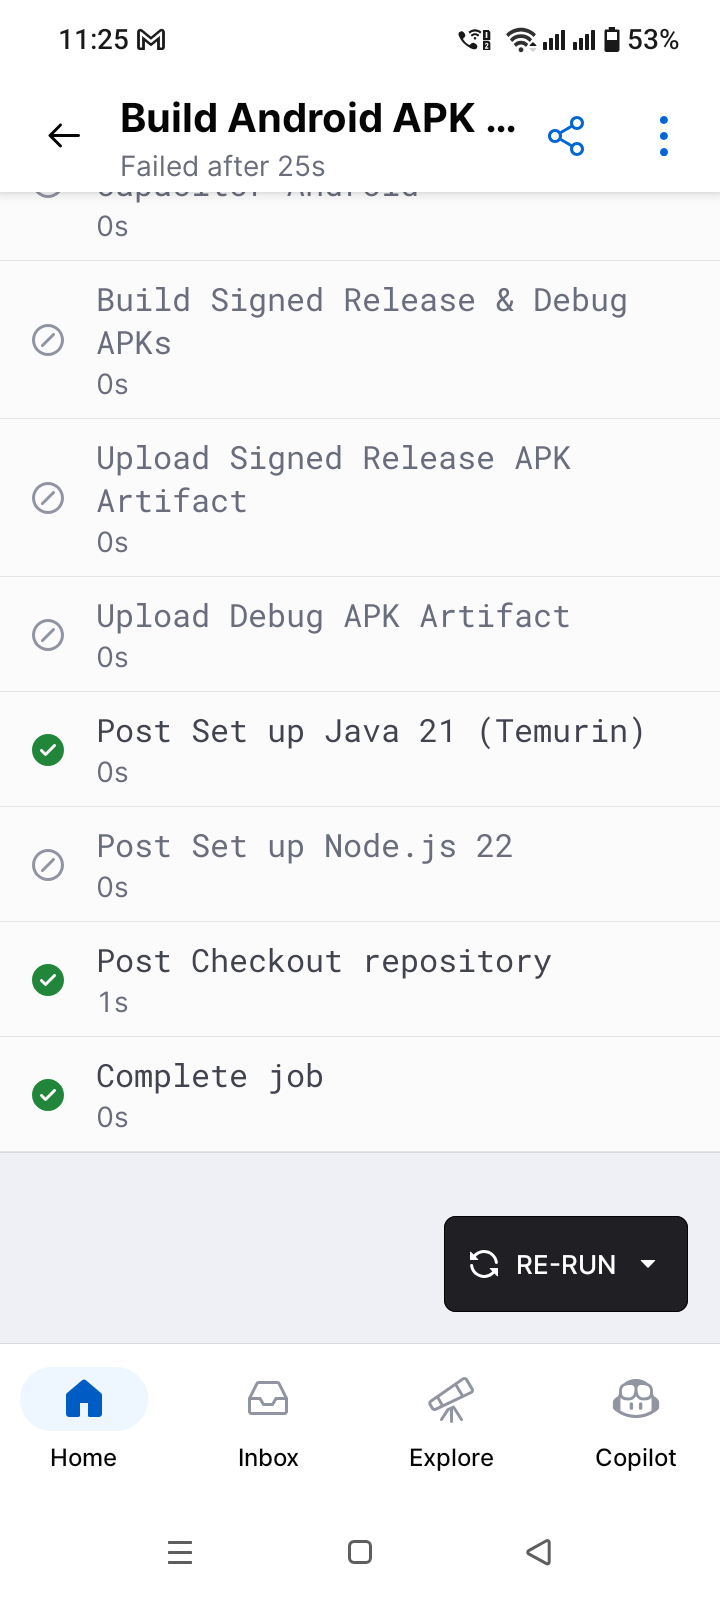 11:25
53%
Build Android APK ...
Failed after 25s
Capacitor Android
0s
Build Signed Release & Debug
APKs
0s
Upload Signed Release APK
Artifact
0s
Upload Debug APK Artifact
0s
Post Set up Java 21 (Temurin)
0s
Post Set up Node.js 22
0s
Post Checkout repository
1s
Complete job
0s
RE-RUN
Home
Inbox
Explore
Copilot